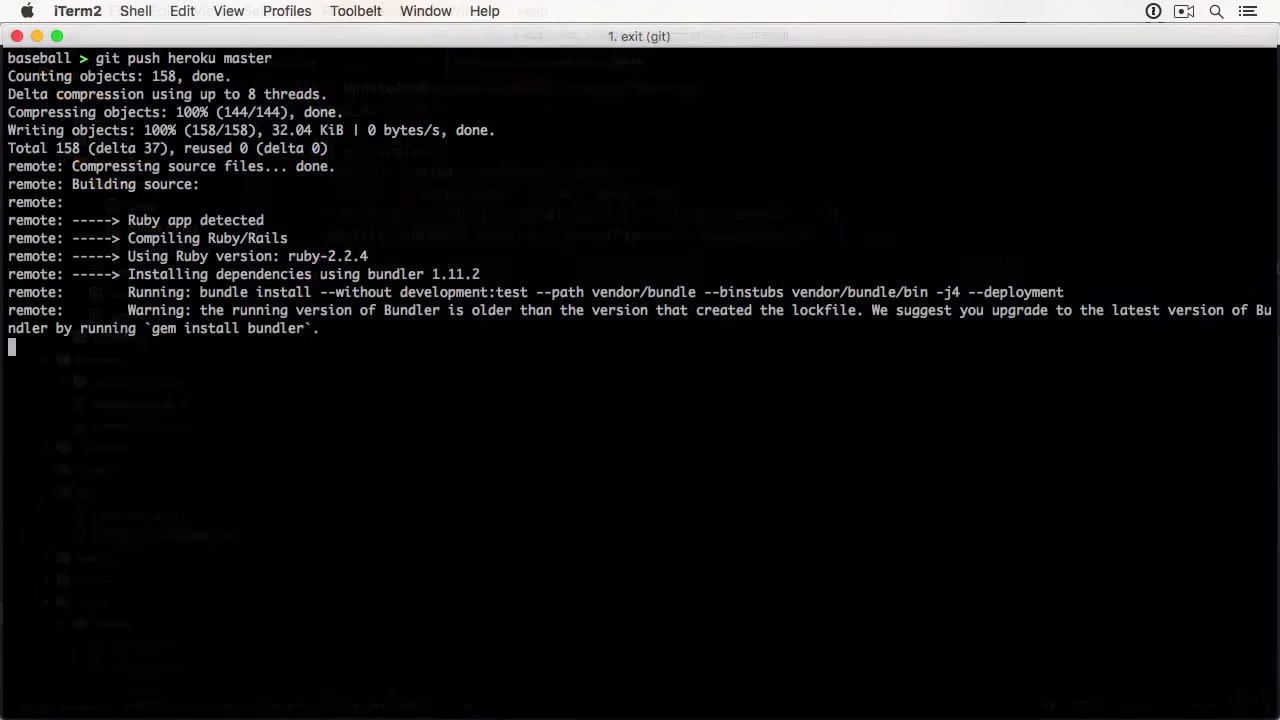 iTerm2 Shell Edit View Profiles Toolbelt Window Help
1. exit (git)
baseball > git push heroku master
Counting objects: 158, done.
Delta compression using up to 8 threads.
Compressing objects: 100% (144/144), done.
Writing objects: 100% (158/158), 32.04 KiB | 0 bytes/s, done.
Total 158 (delta 37), reused 0 (delta 0)
remote: Compressing source files... done.
remote: Building source:
remote:
remote: -----> Ruby app detected
remote: -----> Compiling Ruby/Rails
remote: -----> Using Ruby version: ruby-2.2.4
remote: -----> Installing dependencies using bundler 1.11.2
remote:        Running: bundle install --without development:test --path vendor/bundle --binstubs vendor/bundle/bin -j4 --deployment
remote:        Warning: the running version of Bundler is older than the version that created the lockfile. We suggest you upgrade to the latest version of Bu
ndler by running `gem install bundler`.